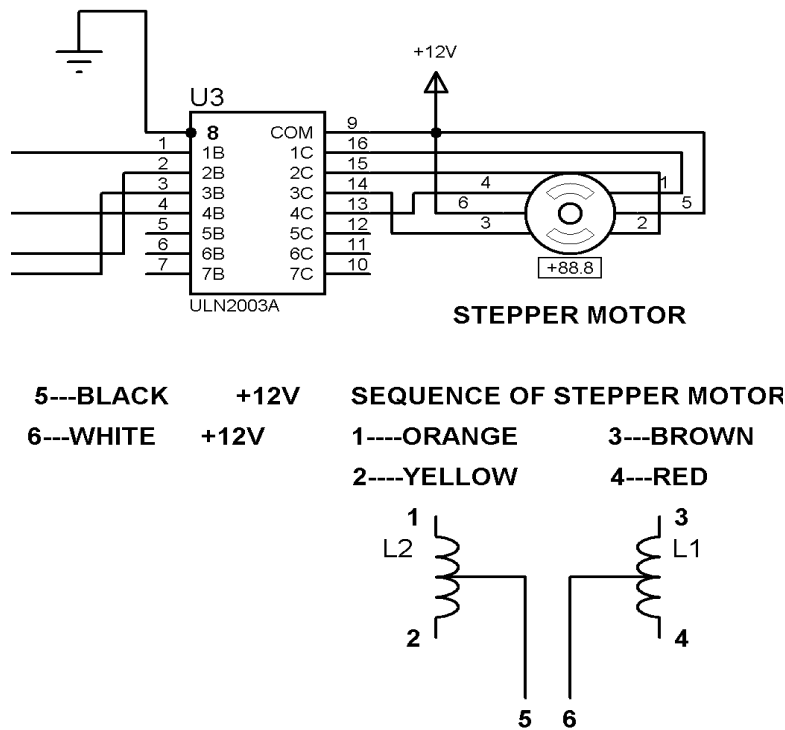 +12V
U3
8 COM 9
1 1B 1C 16
2 2B 2C 15
3 3B 3C 14
4 4B 4C 13
5 5B 5C 12
6 6B 6C 11
7 7B 7C 10
4 1
6 5
3 2
+88.8
ULN2003A
STEPPER MOTOR
5---BLACK +12V SEQUENCE OF STEPPER MOTOR
6---WHITE +12V 1----ORANGE 3---BROWN
2----YELLOW 4---RED
1 3
L2 L1
2 4
5 6